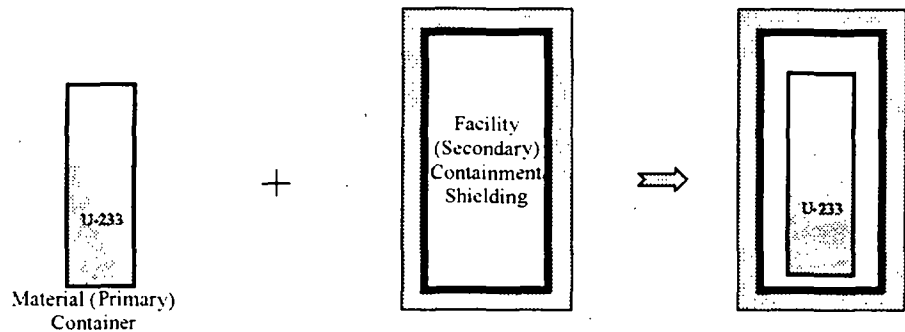 U-233
Material (Primary)
Container
+
Facility
(Secondary)
Containment
Shielding
U-233